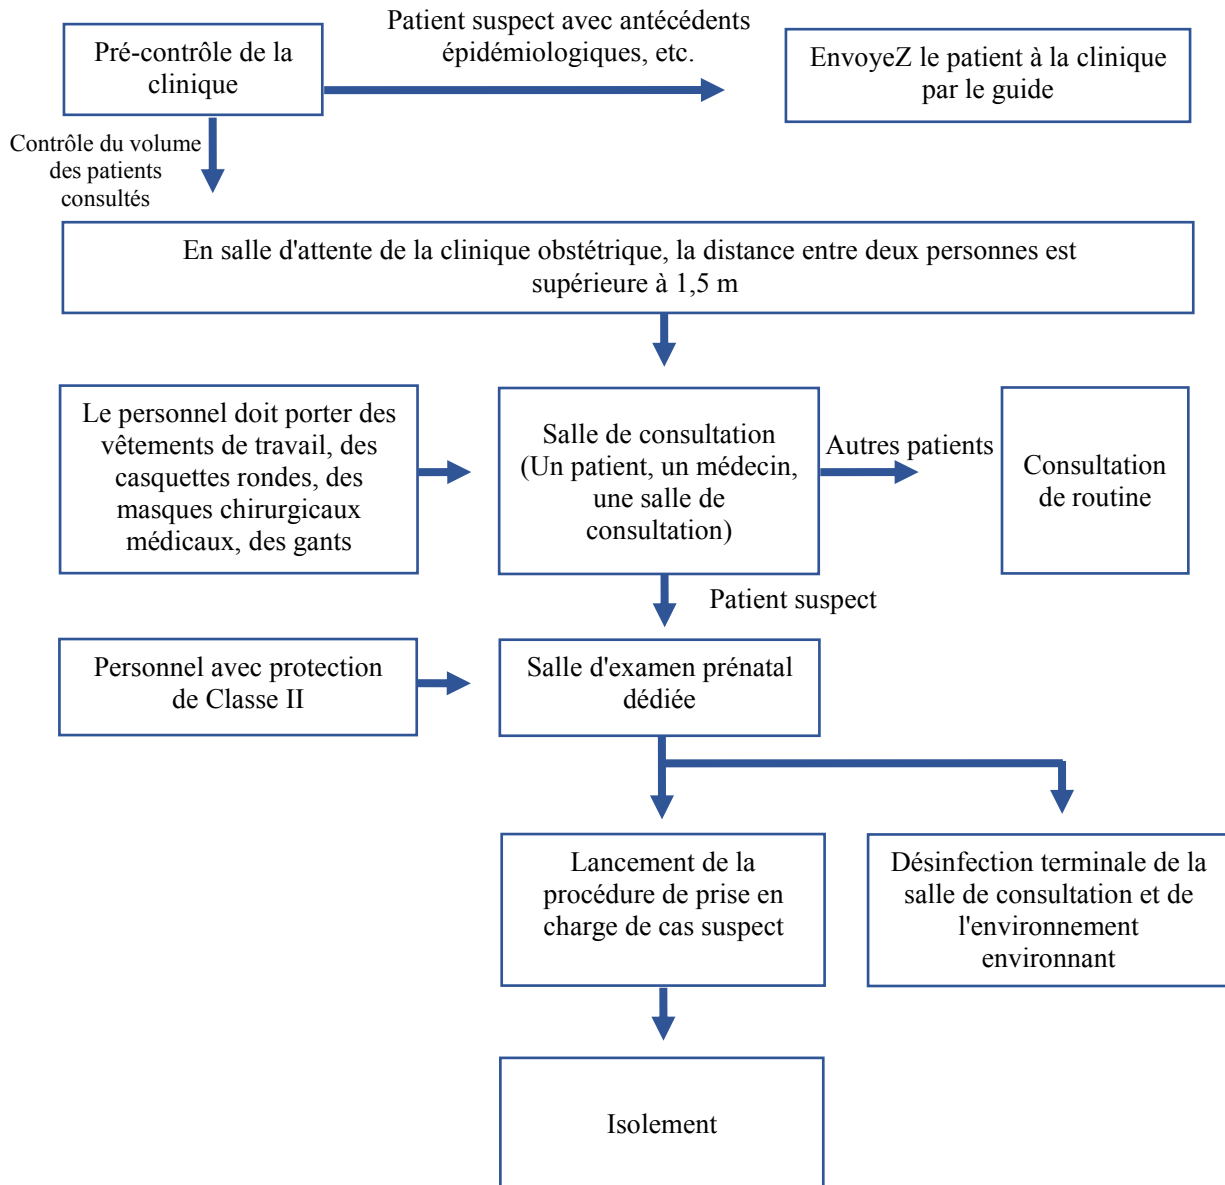 Patient suspect avec antécédents
épidémiologiques, etc.
Pré-contrôle de la
clinique
EnvoyeZ le patient à la clinique
par le guide
Contrôle du volume
des patients
consultés
En salle d'attente de la clinique obstétrique, la distance entre deux personnes est
supérieure à 1,5 m
Le personnel doit porter des
vêtements de travail, des
casquettes rondes, des
masques chirurgicaux
médicaux, des gants
Salle de consultation
(Un patient, un médecin,
une salle de
consultation)
Autres patients
Consultation
de routine
Patient suspect
Personnel avec protection
de Classe II
Salle d'examen prénatal
dédiée
Lancement de la
procédure de prise en
charge de cas suspect
Désinfection terminale de la
salle de consultation et de
l'environnement
environnant
Isolement